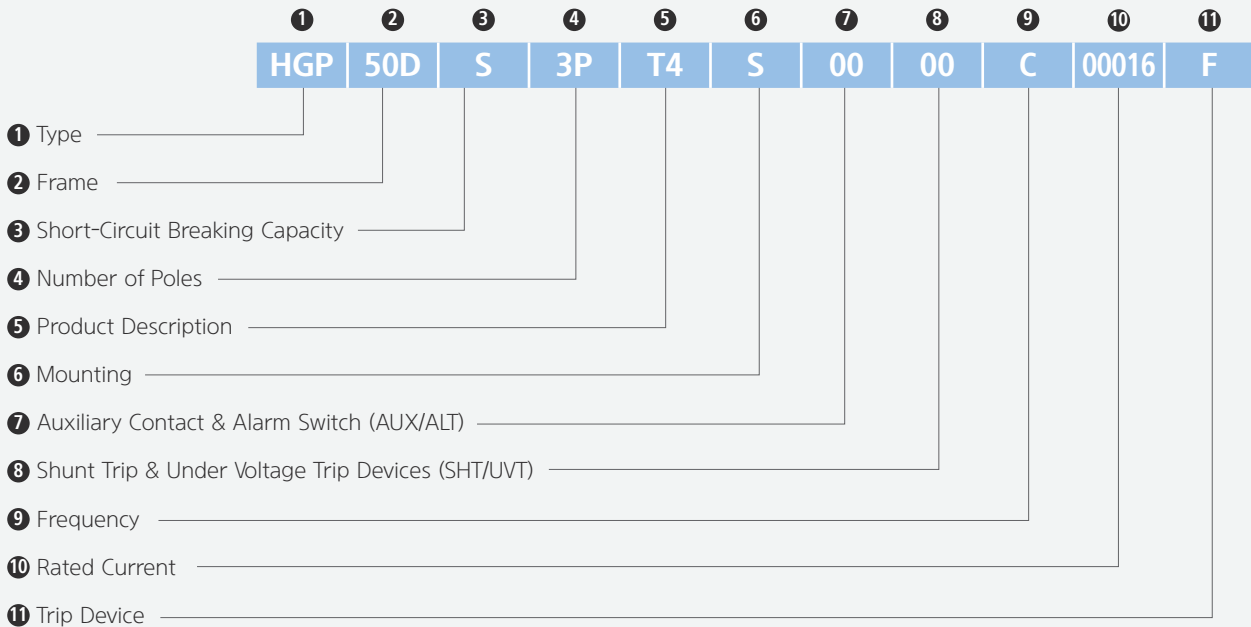 ❶ ❷ ❸ ❹ ❺ ❻ ❼ ❽ ❾ ❿ ⓫
HGP 50D S 3P T4 S 00 00 C 00016 F
❶ Type
❷ Frame
❸ Short-Circuit Breaking Capacity
❹ Number of Poles
❺ Product Description
❻ Mounting
❼ Auxiliary Contact & Alarm Switch (AUX/ALT)
❽ Shunt Trip & Under Voltage Trip Devices (SHT/UVT)
❾ Frequency
❿ Rated Current
⓫ Trip Device